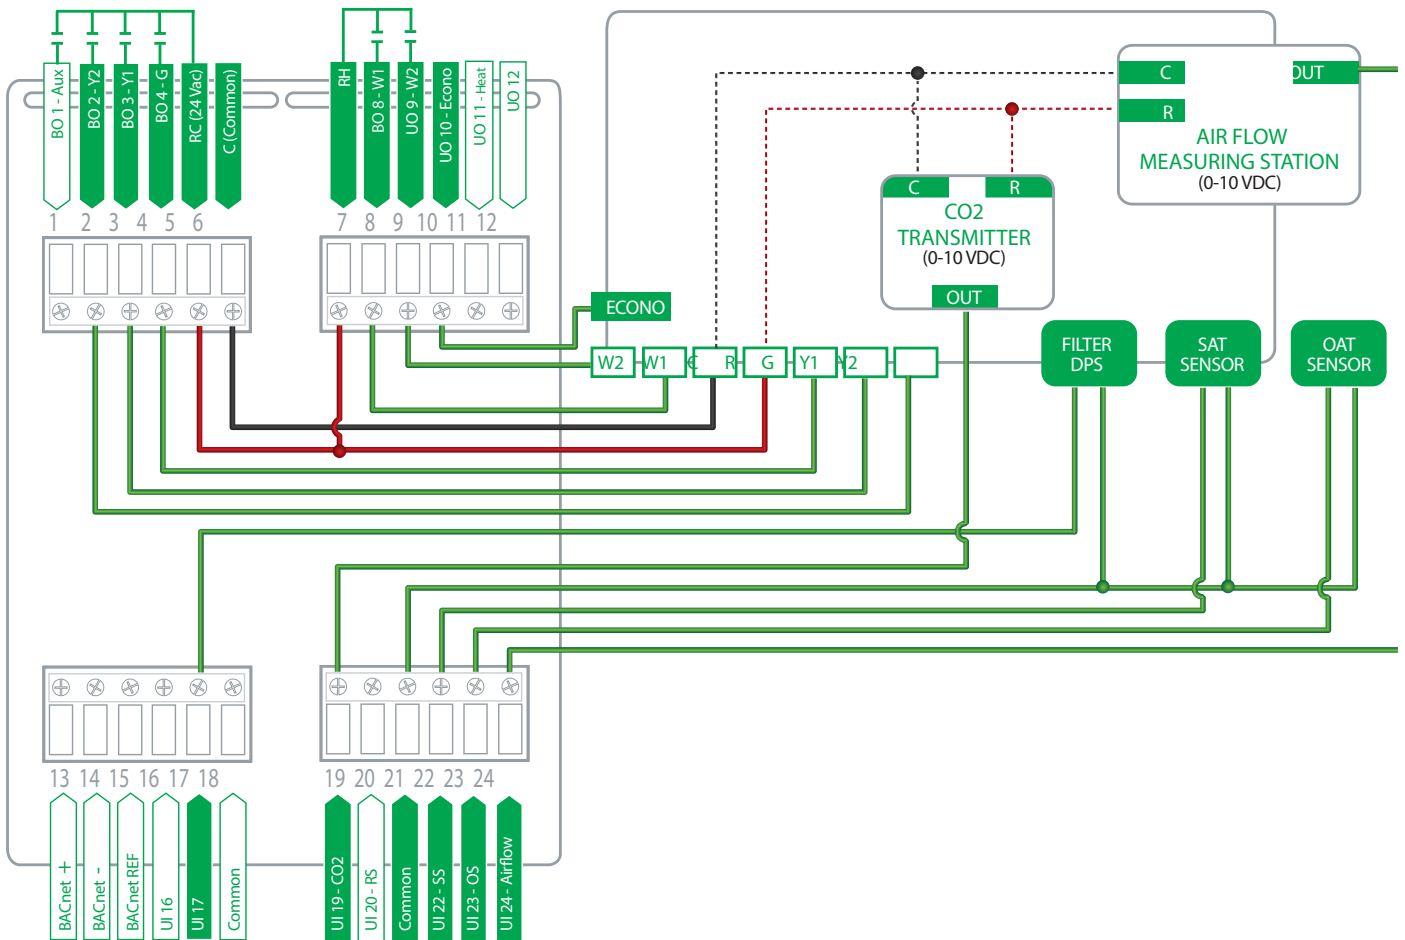 BO 1 - Aux
BO 2 - Y2
BO 3 - Y1
BO 4 - G
RC (24 Vac)
C (Common)
RH
BO 8 - W1
UO 9 - W2
UO 10 - Econo
UO 11 - Heat
UO 12
1 2 3 4 5 6
7 8 9 10 11 12
C
OUT
R
AIR FLOW
MEASURING STATION
(0-10 VDC)
C R
CO2
TRANSMITTER
(0-10 VDC)
OUT
ECONO
W2 W1 C R G Y1 Y2
FILTER
DPS
SAT
SENSOR
OAT
SENSOR
13 14 15 16 17 18
19 20 21 22 23 24
BACnet +
BACnet -
BACnet REF
UI 16
UI 17
Common
UI 19 - CO2
UI 20 - RS
Common
UI 22 - SS
UI 23 - OS
UI 24 - Airflow